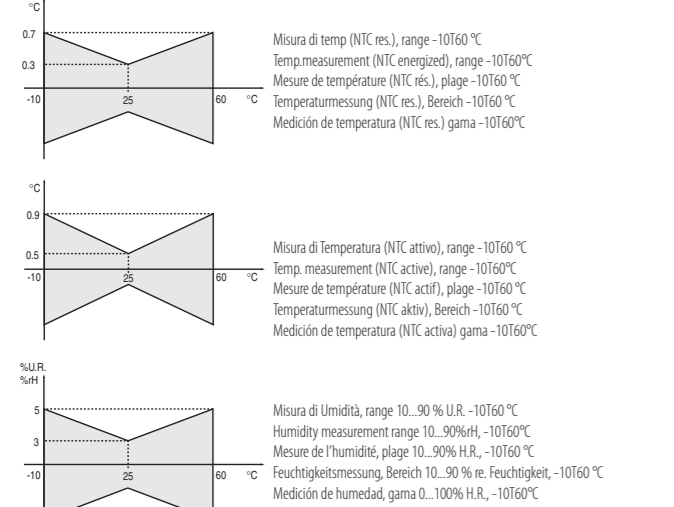 °C
0.7
0.3
-10 25 60 °C
Misura di temp (NTC res.), range -10T60 °C
Temp.measurement (NTC energized), range -10T60 °C
Mesure de température (NTC rés.), plage -10T60 °C
Temperaturmessung (NTC res.), Bereich -10T60 °C
Medición de temperatura (NTC res.) gama -10T60°C
°C
0.9
0.5
-10 25 60 °C
Misura di Temperatura (NTC attivo), range -10T60 °C
Temp. measurement (NTC active), range -10T60°C
Mesure de température (NTC actif), plage -10T60 °C
Temperaturmessung (NTC aktiv), Bereich -10T60 °C
Medición de temperatura (NTC activa) gama -10T60°C
%U.R.
%rH
5
3
-10 25 60 °C
Misura di Umidità, range 10...90 % U.R. -10T60 °C
Humidity measurement range 10...90%rH, -10T60°C
Mesure de l'humidité, plage 10...90% H.R., -10T60 °C
Feuchtigkeitsmessung, Bereich 10...90 % re. Feuchtigkeit, -10T60 °C
Medición de humedad, gama 0...100% H.R., -10T60°C